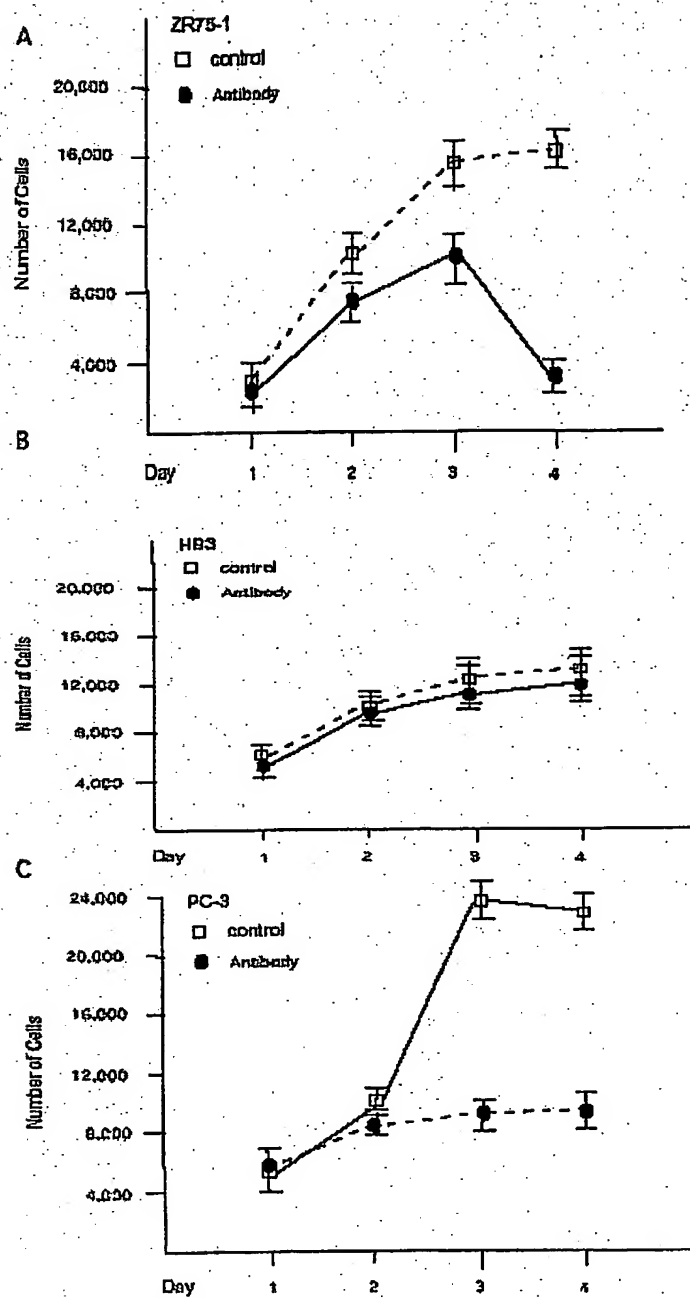 A
ZR75-1
control
Antibody
20,000
16,000
12,000
8,000
4,000
Number of Cells
Day 1 2 3 4
B
HB3
control
Antibody
20.000
16.000
12,000
8,000
4,000
Number of Cells
Day 1 2 3 4
C
PC-3
control
Antibody
24,000
20,000
16,000
12,000
8,000
4,000
Number of Cells
Day 1 2 3 4